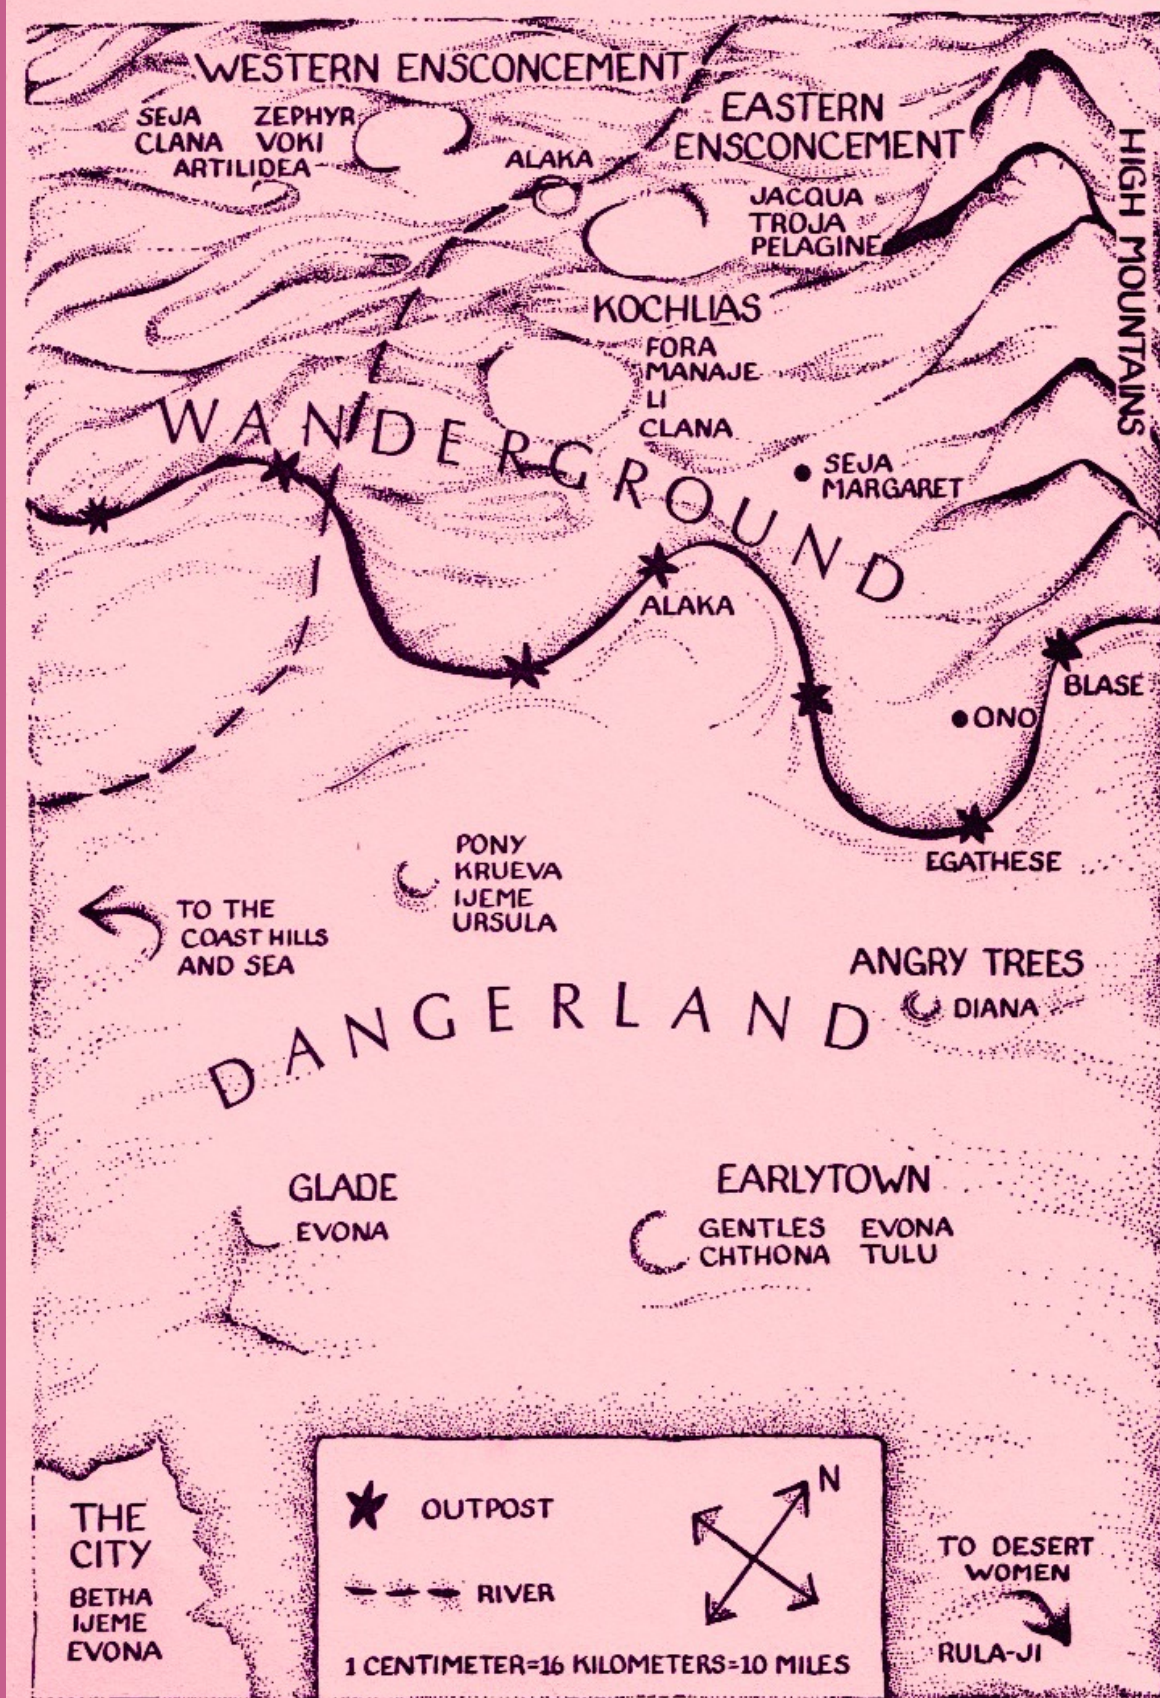 WESTERN ENSCONCEMENT
SEJA ZEPHYR
CLANA VOKI
ARTILIDEA
ALAKA
EASTERN
ENSCONCEMENT
JACQUA
TROJA
PELAGINE
HIGH MOUNTAINS
KOCHLIAS
FORA
MANAJE
LI
CLANA
WANDERGROUND
SEJA
MARGARET
ALAKA
BLASE
ONO
EGATHESE
PONY
KRUEVA
IJEME
URSULA
TO THE
COAST HILLS
AND SEA
ANGRY TREES
DIANA
DANGERLAND
GLADE
EVONA
EARLYTOWN
GENTLES EVONA
CHTHONA TULU
THE
CITY
BETHA
IJEME
EVONA
OUTPOST
N
RIVER
1 CENTIMETER=16 KILOMETERS=10 MILES
TO DESERT
WOMEN
RULA-JI